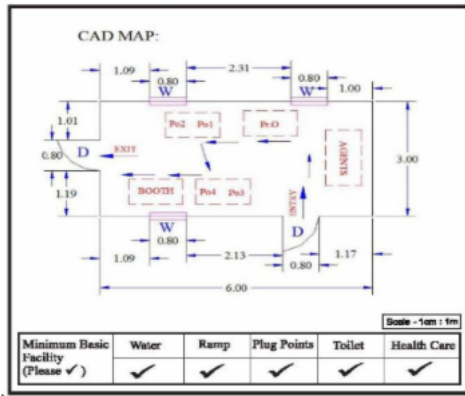 CAD MAP:
1.09 2.31
0.80 0.80 1.00
W W
1.01
Po2 Po1 Pr.O
0.80 D EXIT AGENTS 3.00
BOOTH Po4 Po3
1.19 ENTRY
W D
0.80
1.09 2.13 0.80 1.17
6.00
Scale - 1cm : 1m
Minimum Basic Facility (Please ✓) Water Ramp Plug Points Toilet Health Care
✓ ✓ ✓ ✓ ✓